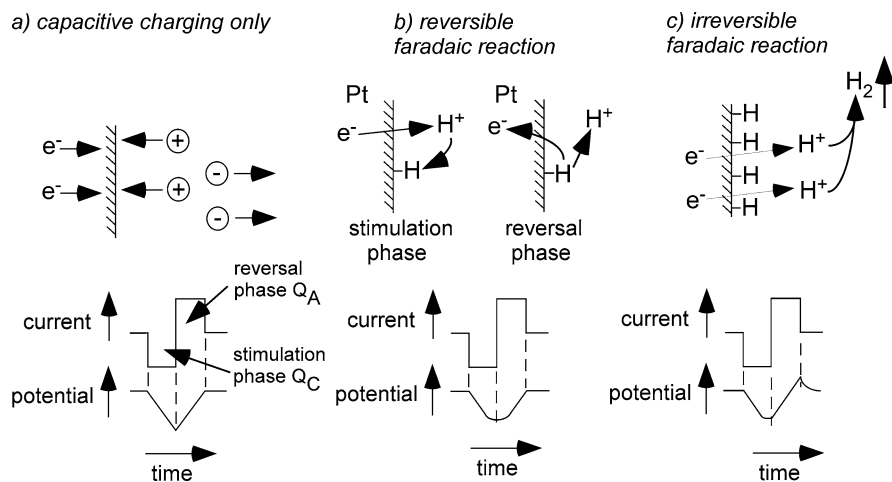 a) capacitive charging only
b) reversible
faradaic reaction
c) irreversible
faradaic reaction
e-
e-
+
+
-
-
Pt
e-
H+
H
stimulation
phase
Pt
e-
H+
H
reversal
phase
H2
H
H
H
H
e-
e-
H+
H+
current
potential
reversal
phase QA
stimulation
phase QC
time
current
potential
time
current
potential
time